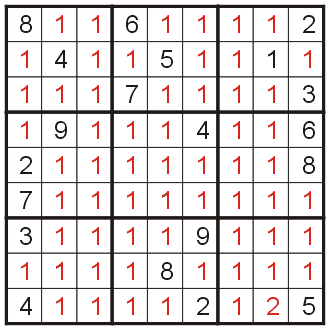 8 1 1 6 1 1 1 1 2
1 4 1 1 5 1 1 1 1
1 1 1 7 1 1 1 1 3
1 9 1 1 1 4 1 1 6
2 1 1 1 1 1 1 1 8
7 1 1 1 1 1 1 1 1
3 1 1 1 1 9 1 1 1
1 1 1 1 8 1 1 1 1
4 1 1 1 1 2 1 2 5